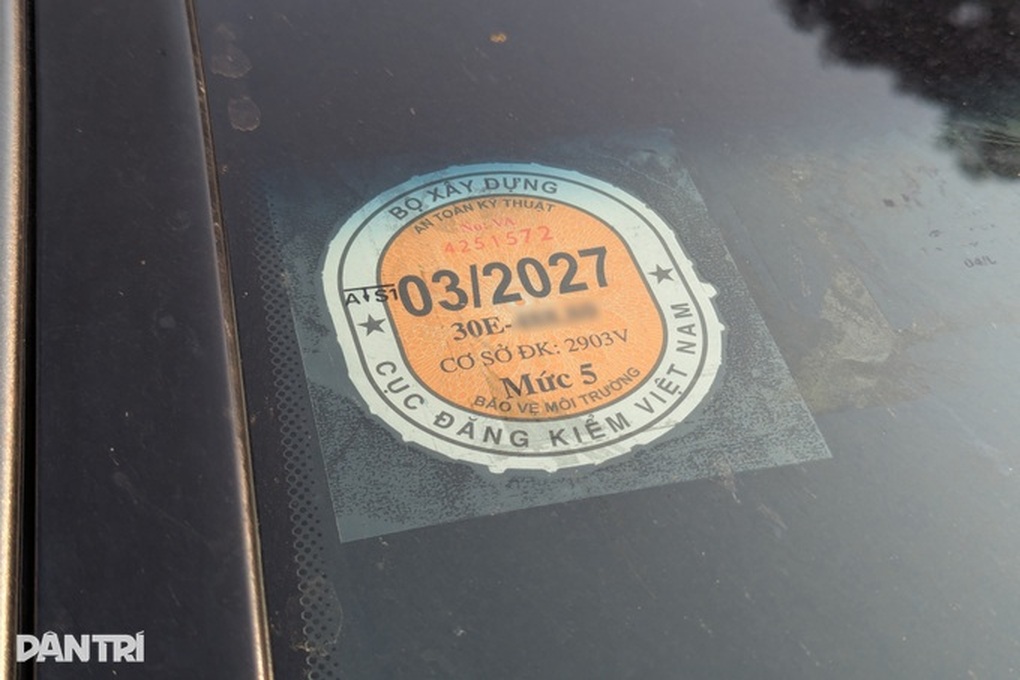 BỘ XÂY DỰNG
AN TOÀN KỸ THUẬT
No: VA
4251572
A S1
03/2027
30E-
CƠ SỞ ĐK: 2903V
Mức 5
BẢO VỆ MÔI TRƯỜNG
CỤC ĐĂNG KIỂM VIỆT NAM
DÂN TRÍ